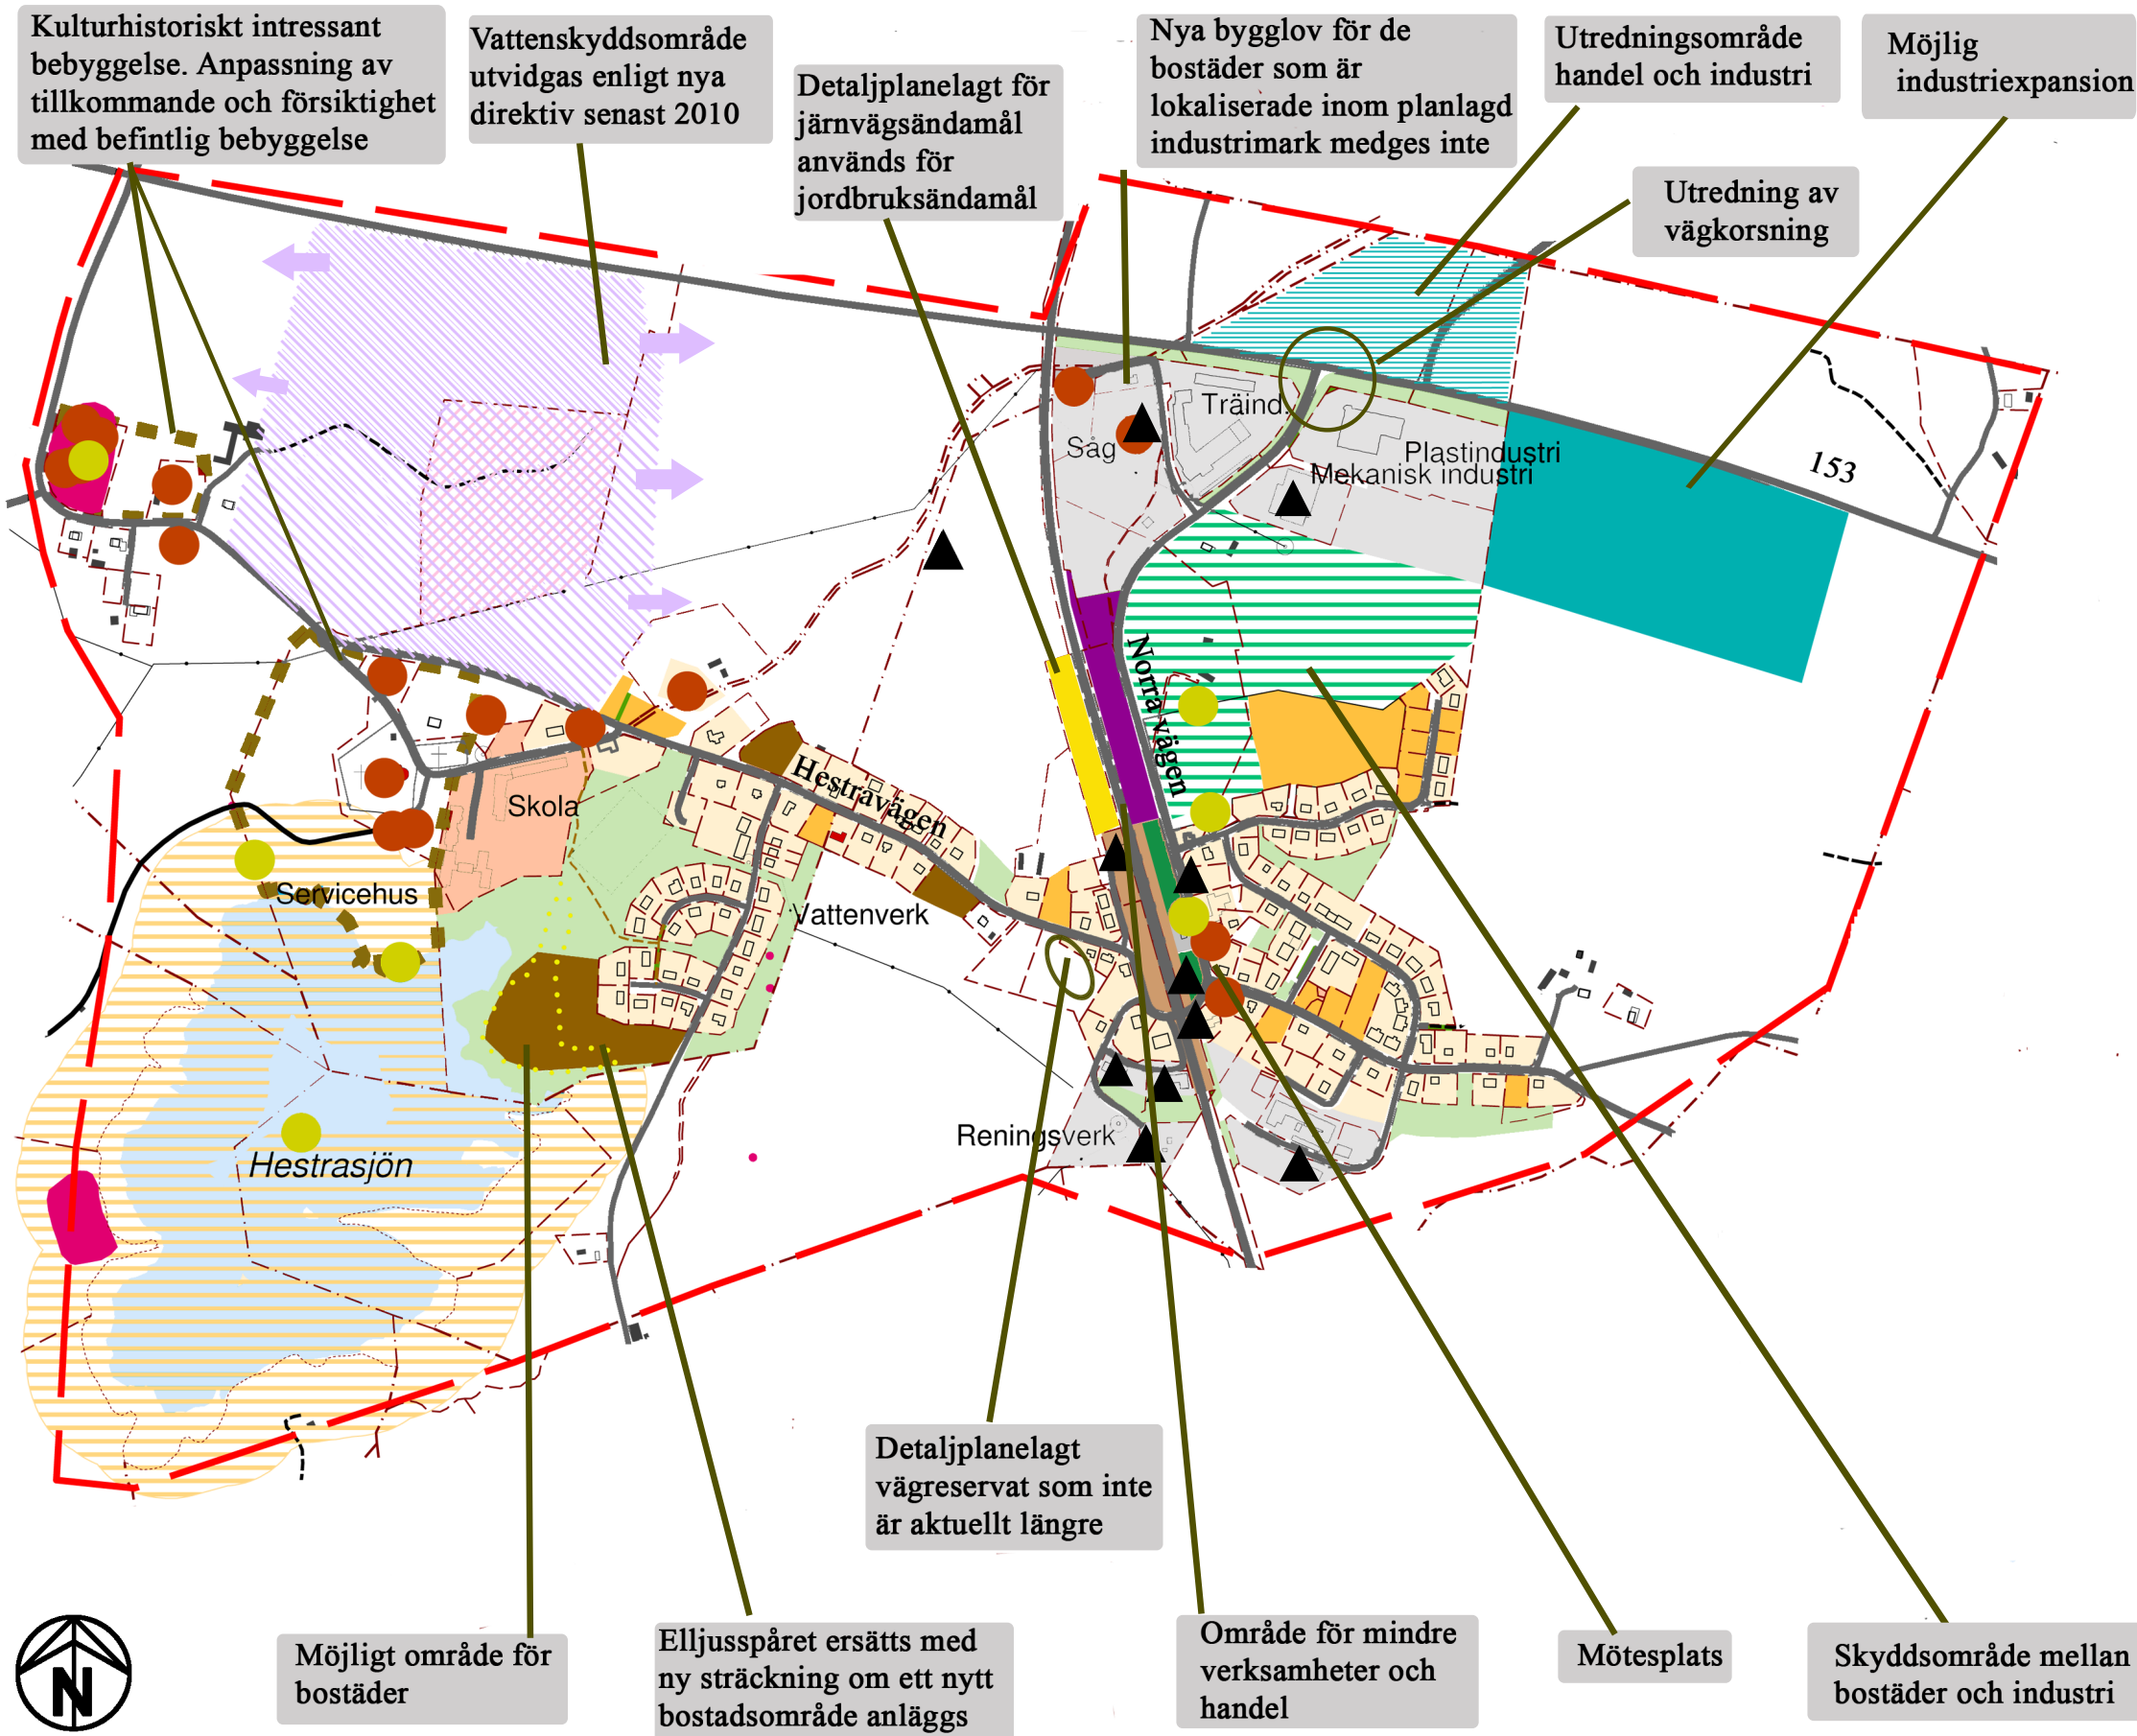 Kulturhistoriskt intressant
bebyggelse. Anpassning av
tillkommande och försiktighet
med befintlig bebyggelse
Vattenskyddsområde
utvidgas enligt nya
direktiv senast 2010
Detaljplanelagt för
järnvägsändamål
används för
jordbruksändamål
Nya bygglov för de
bostäder som är
lokaliserade inom planlagd
industrimark medges inte
Utredningsområde
handel och industri
Möjlig
industriexpansion
Utredning av
vägkorsning
Träind.
Såg
Plastindustri
Mekanisk industri
153
Norra vägen
Hestravägen
Skola
Servicehus
Vattenverk
Reningsverk
Hestrasjön
Detaljplanelagt
vägreservat som inte
är aktuellt längre
Möjligt område för
bostäder
Elljusspåret ersätts med
ny sträckning om ett nytt
bostadsområde anläggs
Område för mindre
verksamheter och
handel
Mötesplats
Skyddsområde mellan
bostäder och industri
N